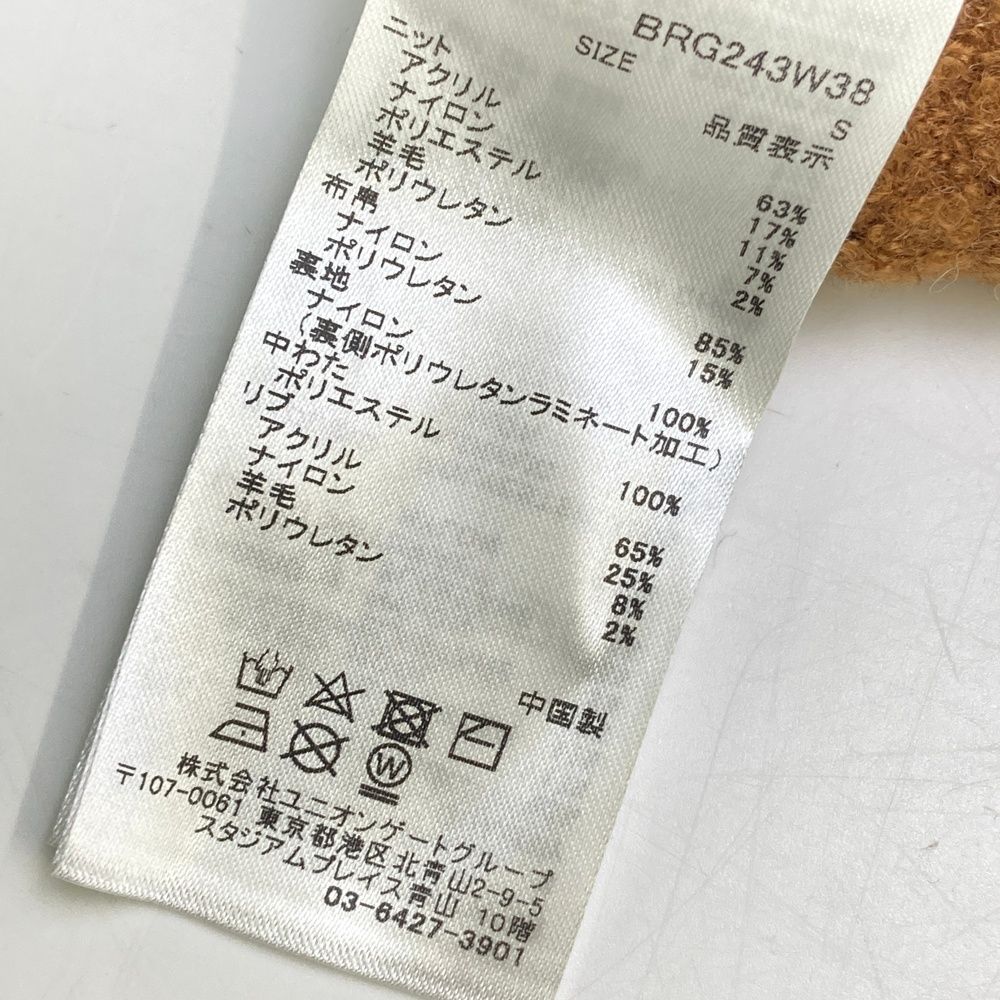 BRG243W38
SIZE S
品質表示
ニット
アクリル 63%
ナイロン 17%
ポリエステル 11%
羊毛 7%
ポリウレタン 2%
布帛
ナイロン 85%
ポリウレタン 15%
裏地
ナイロン 100%
(裏側ポリウレタンラミネート加工)
中わた
ポリエステル 100%
リブ
アクリル 65%
ナイロン 25%
羊毛 8%
ポリウレタン 2%
中国製
W
株式会社ユニオンゲートグループ
〒107-0061 東京都港区北青山2-9-5
スタジアムプレイス青山 10階
03-6427-3901